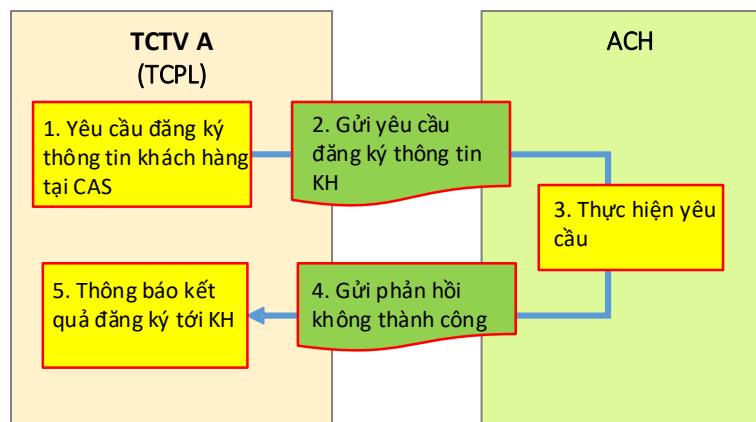 TCTV A
(TCPL)
ACH
1. Yêu cầu đăng ký
thông tin khách hàng
tại CAS
2. Gửi yêu cầu
đăng ký thông tin
KH
3. Thực hiện yêu
cầu
4. Gửi phản hồi
không thành công
5. Thông báo kết
quả đăng ký tới KH